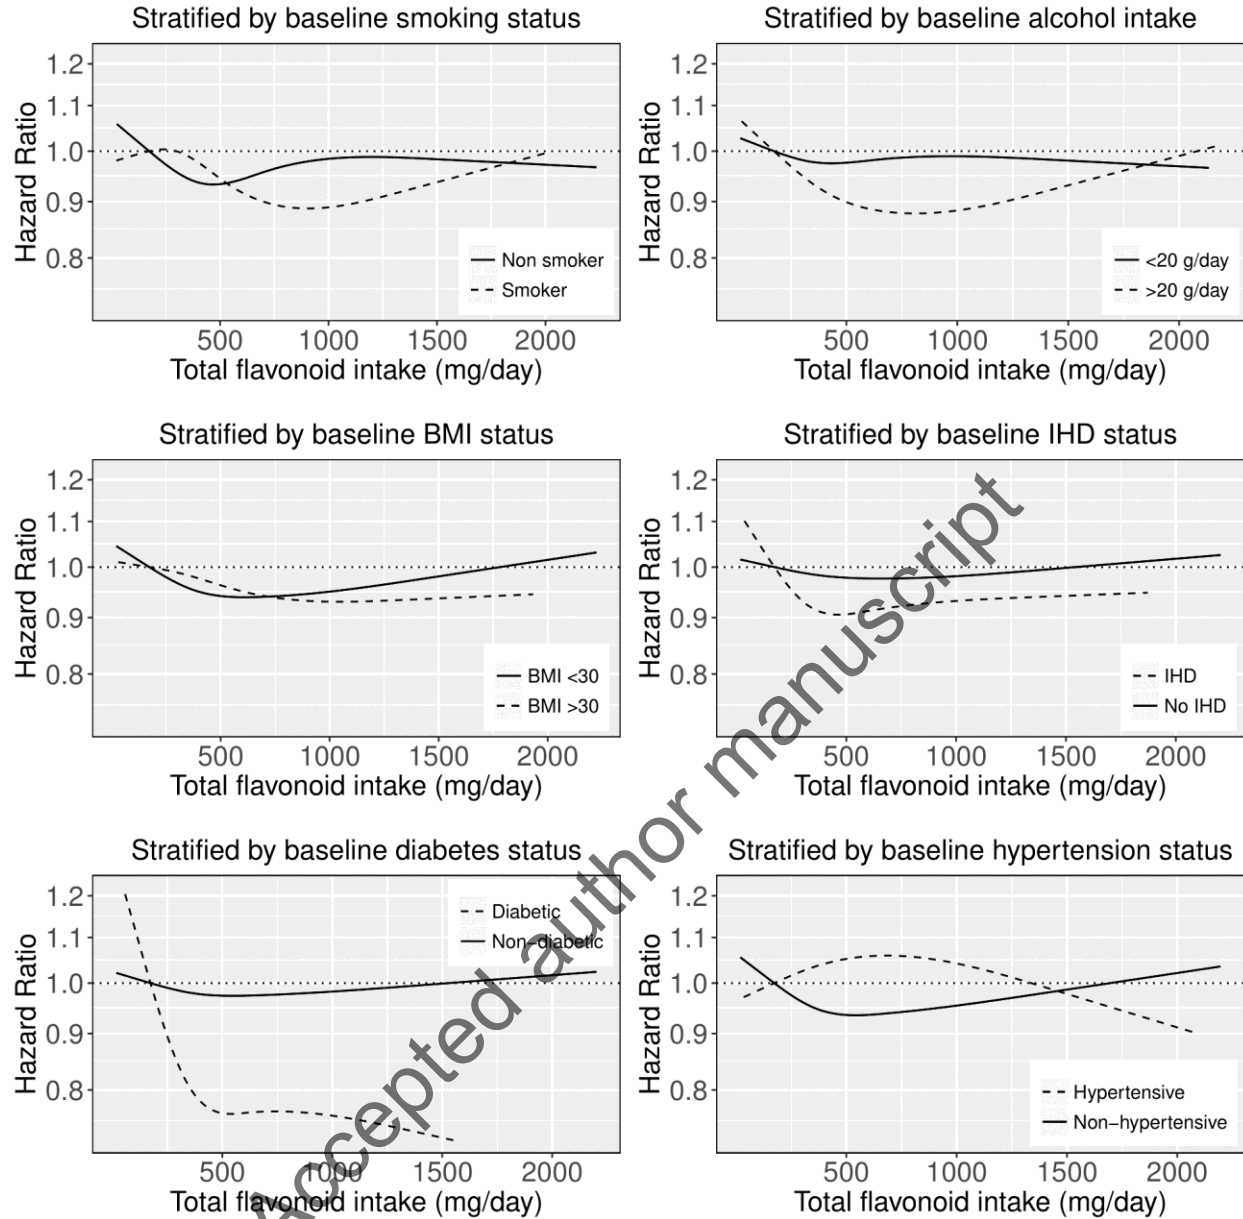 Stratified by baseline smoking status
Hazard Ratio
1.2
1.1
1.0
0.9
0.8
Non smoker
Smoker
500 1000 1500 2000
Total flavonoid intake (mg/day)
Stratified by baseline alcohol intake
Hazard Ratio
1.2
1.1
1.0
0.9
0.8
<20 g/day
>20 g/day
500 1000 1500 2000
Total flavonoid intake (mg/day)
Stratified by baseline BMI status
Hazard Ratio
1.2
1.1
1.0
0.9
0.8
BMI <30
BMI >30
500 1000 1500 2000
Total flavonoid intake (mg/day)
Stratified by baseline IHD status
Hazard Ratio
1.2
1.1
1.0
0.9
0.8
IHD
No IHD
500 1000 1500 2000
Total flavonoid intake (mg/day)
Stratified by baseline diabetes status
Hazard Ratio
1.2
1.1
1.0
0.9
0.8
Diabetic
Non-diabetic
500 1000 1500 2000
Total flavonoid intake (mg/day)
Stratified by baseline hypertension status
Hazard Ratio
1.2
1.1
1.0
0.9
0.8
Hypertensive
Non-hypertensive
500 1000 1500 2000
Total flavonoid intake (mg/day)
Accepted author manuscript